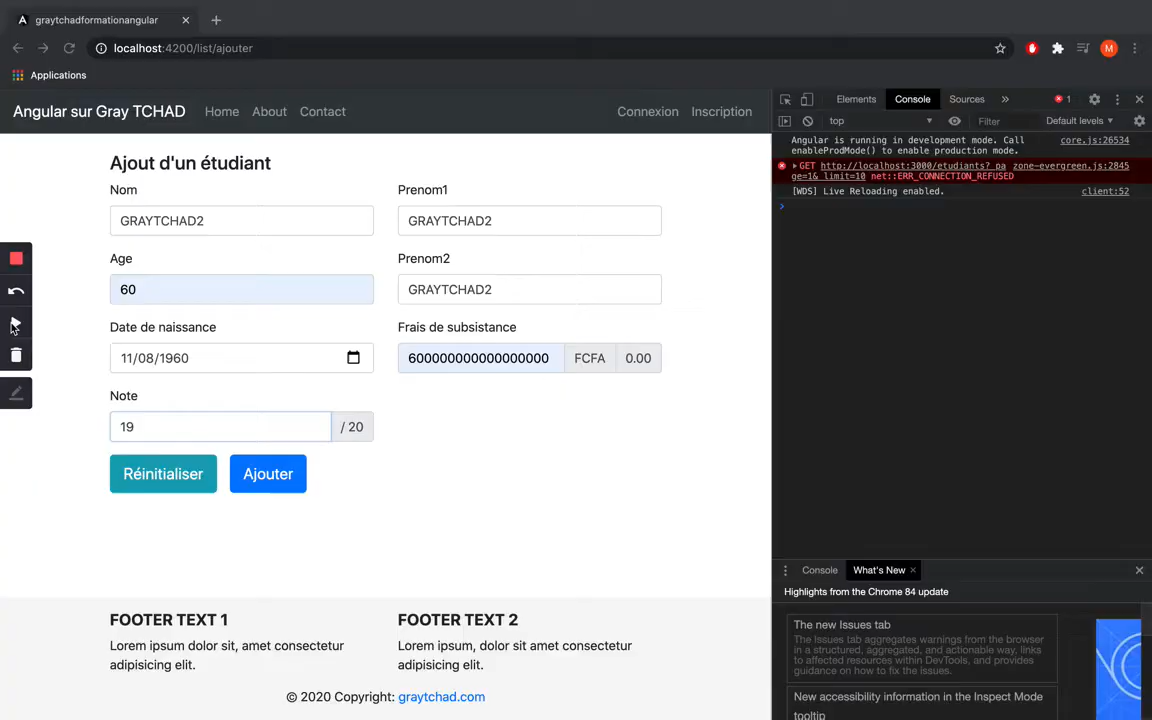 graytchadformationangular
localhost:4200/list/ajouter
M
Applications
Angular sur Gray TCHAD
Home
About
Contact
Connexion
Inscription
Ajout d'un étudiant
Nom
Prenom1
GRAYTCHAD2
GRAYTCHAD2
Age
Prenom2
60
GRAYTCHAD2
Date de naissance
Frais de subsistance
11/08/1960
600000000000000000
FCFA
0.00
Note
19
/ 20
Réinitialiser
Ajouter
FOOTER TEXT 1
Lorem ipsum dolor sit, amet consectetur
adipisicing elit.
FOOTER TEXT 2
Lorem ipsum, dolor sit amet consectetur
adipisicing elit.
© 2020 Copyright: graytchad.com
Elements
Console
Sources
1
top
Filter
Default levels
Angular is running in development mode. Call
core.js:26534
enableProdMode() to enable production mode.
GET http://localhost:3000/etudiants?_pa
zone-evergreen.js:2845
ge=1&_limit=10 net::ERR_CONNECTION_REFUSED
[WDS] Live Reloading enabled.
client:52
Console
What's New
Highlights from the Chrome 84 update
The new Issues tab
The Issues tab aggregates warnings from the browser
in a structured, aggregated, and actionable way, links
to affected resources within DevTools, and provides
guidance on how to fix the issues.
New accessibility information in the Inspect Mode
tooltip